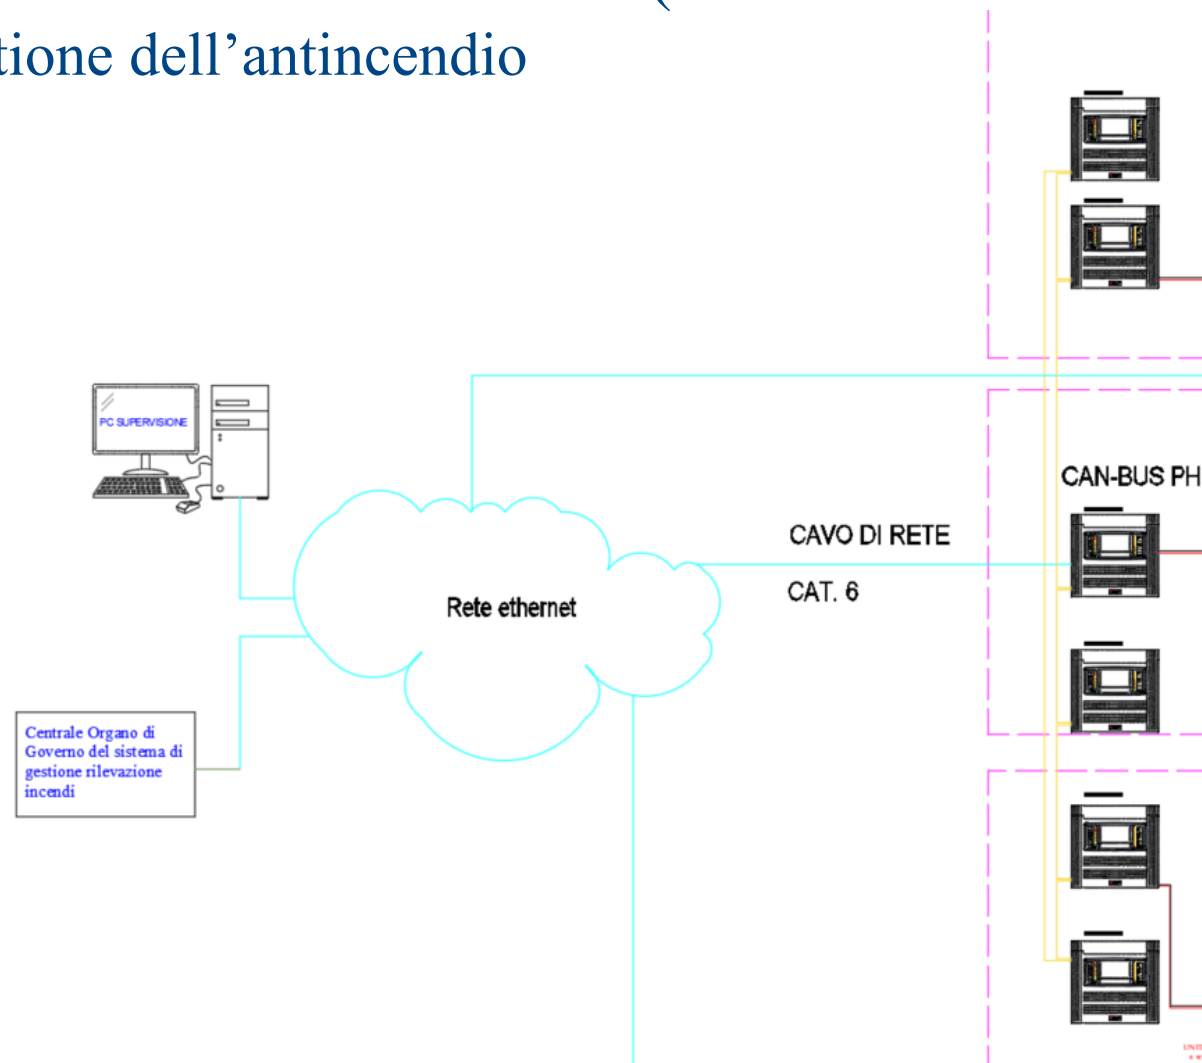 tione dell’antincendio
PC SUPERVISIONE
CAN-BUS PH
CAVO DI RETE
CAT. 6
Rete ethernet
Centrale Organo di
Governo del sistema di
gestione rilevazione
incendi